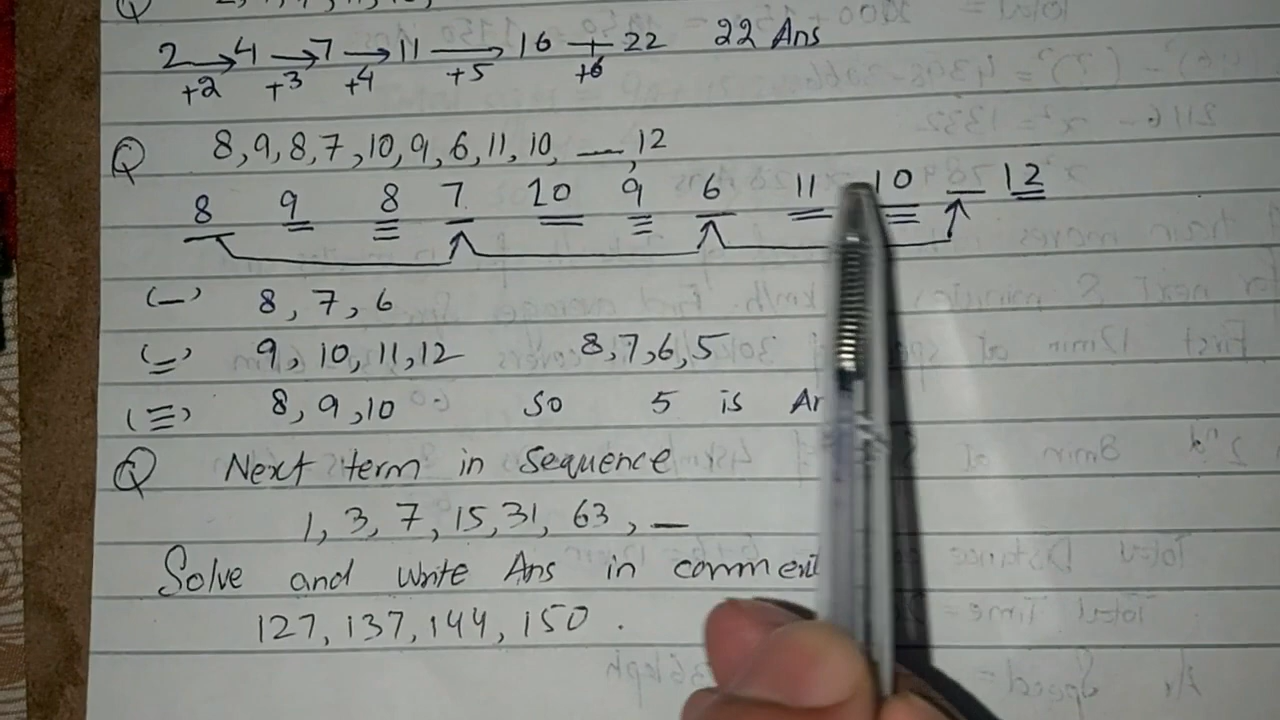 2 → 4 → 7 → 11 → 16 → 22 22 Ans
+2 +3 +4 +5 +6
Q 8, 9, 8, 7, 10, 9, 6, 11, 10, __, 12
8 9 8 7 10 9 6 11 10 __ 12
(−) 8, 7, 6
(=) 9, 10, 11, 12 8, 7, 6, 5
(≡) 8, 9, 10 So 5 is
Q Next term in sequence
1, 3, 7, 15, 31, 63, __
Solve and write Ans in comment
127, 137, 144, 150.